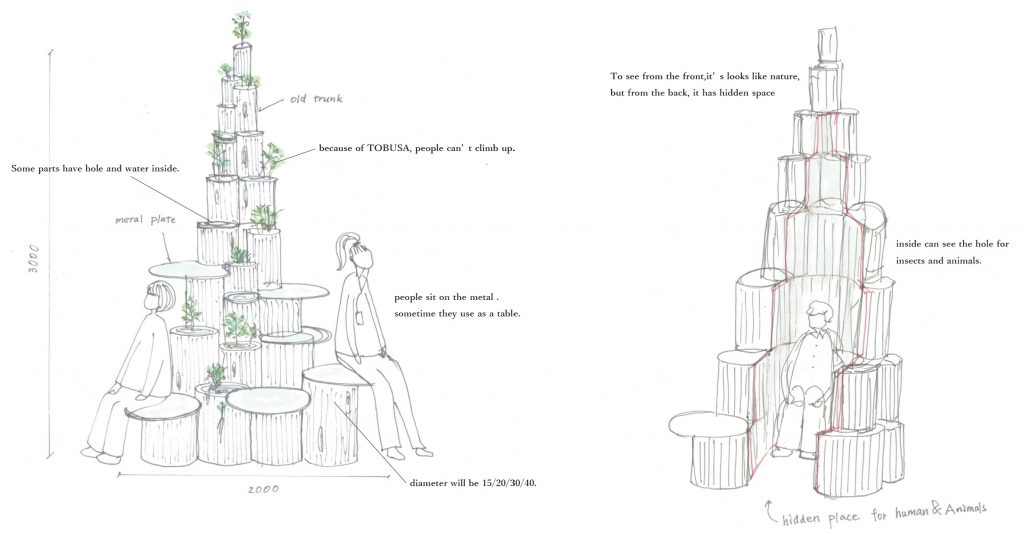 old trunk
because of TOBUSA, people can't climb up.
Some parts have hole and water inside.
metal plate
3000
people sit on the metal .
sometime they use as a table.
diameter will be 15/20/30/40.
2000
To see from the front,it's looks like nature,
but from the back, it has hidden space
inside can see the hole for
insects and animals.
hidden place for human & Animals